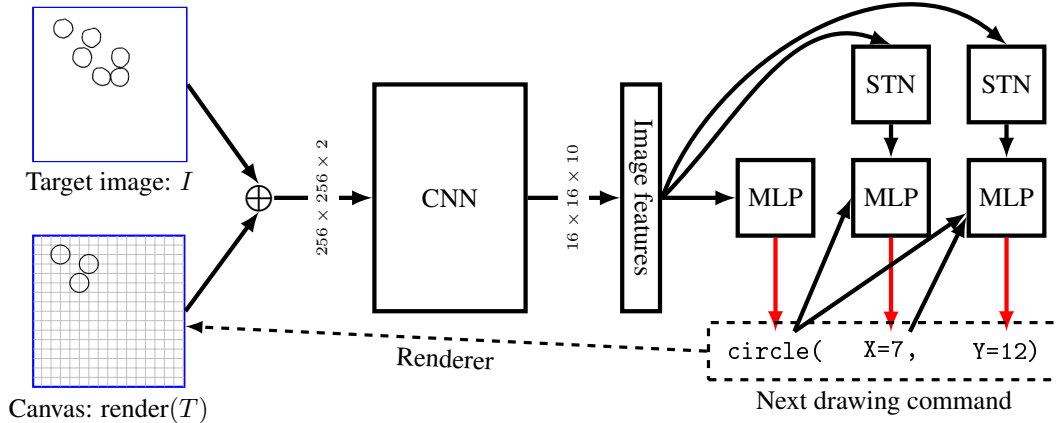 Target image: I
Canvas: render(T)
⊕
256 × 256 × 2
CNN
16 × 16 × 10
Image features
STN
STN
MLP
MLP
MLP
circle( X=7, Y=12)
Renderer
Next drawing command